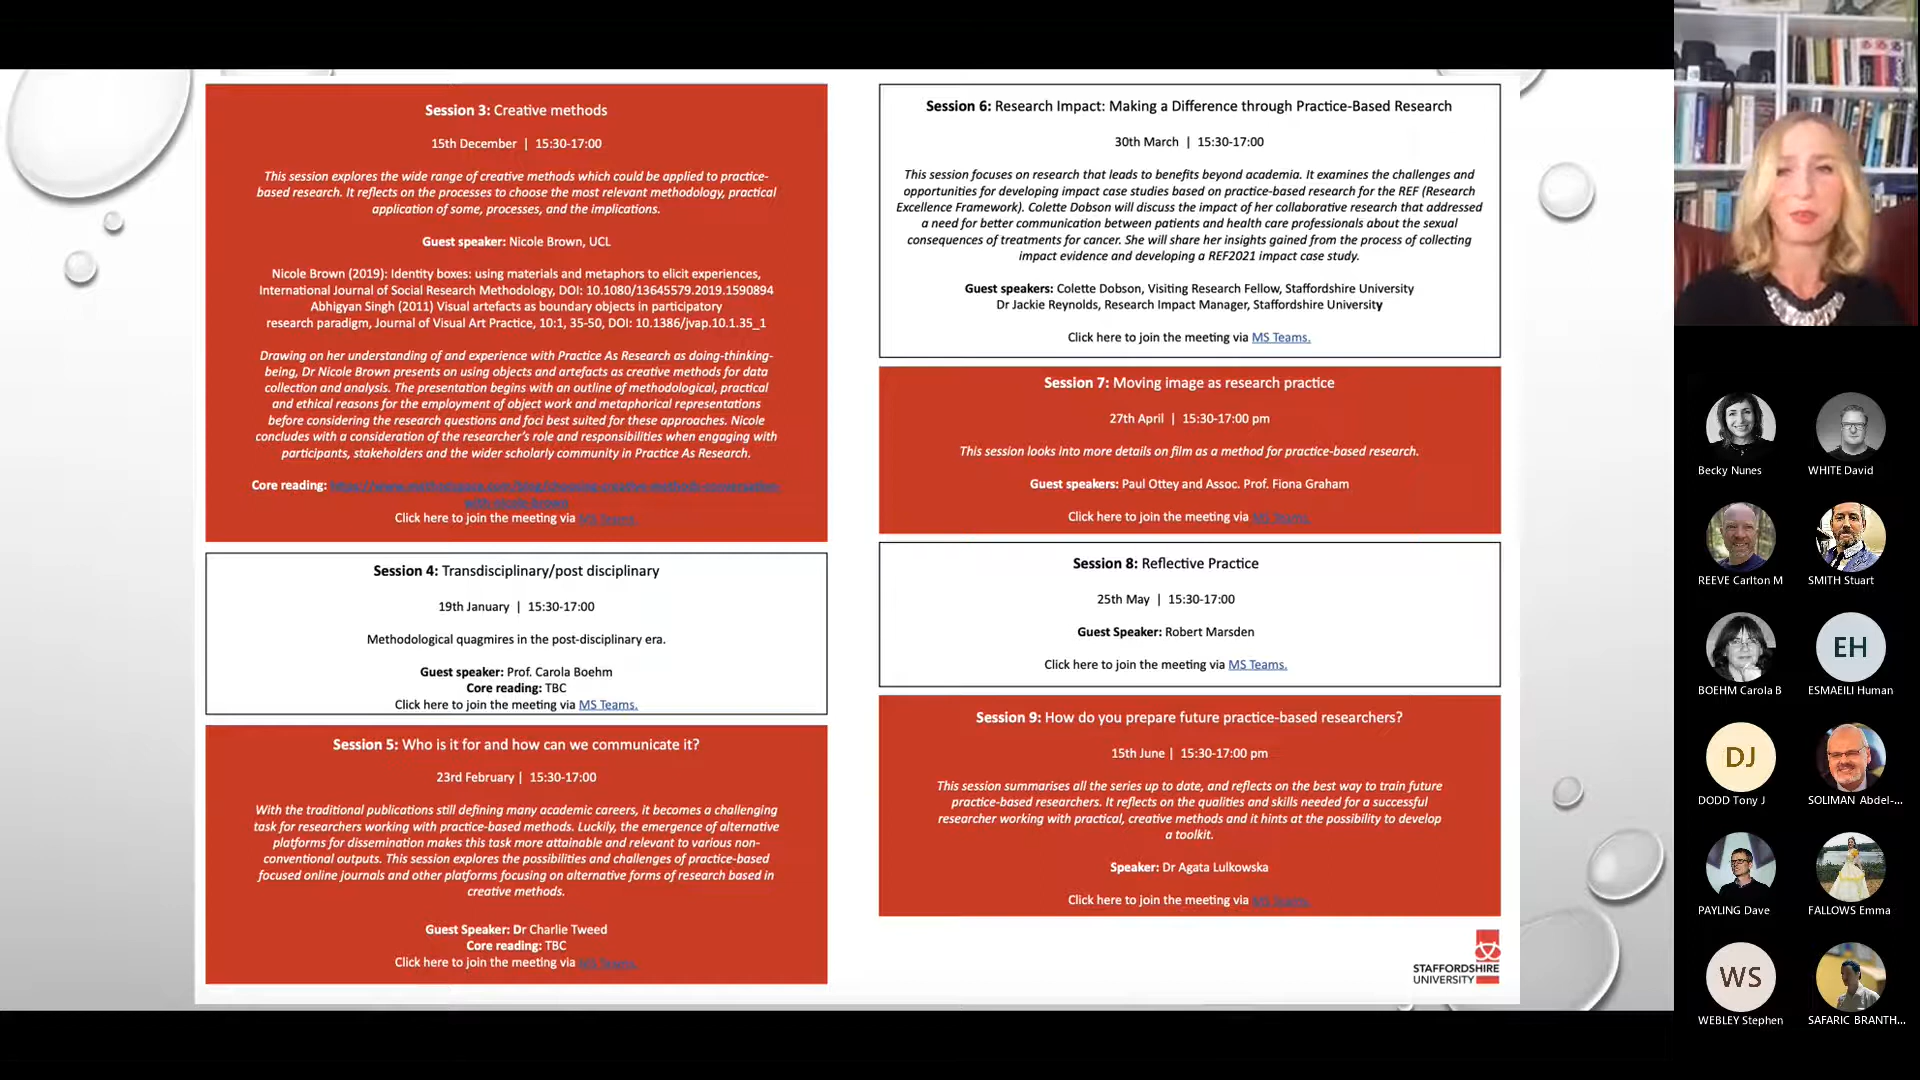 Session 3: Creative methods
15th December | 15:30-17:00
This session explores the wide range of creative methods which could be applied to practice-
based research. It reflects on the processes to choose the most relevant methodology, practical
application of some, processes, and the implications.
Guest speaker: Nicole Brown, UCL
Nicole Brown (2019): Identity boxes: using materials and metaphors to elicit experiences,
International Journal of Social Research Methodology, DOI: 10.1080/13645579.2019.1590894
Abhigyan Singh (2011) Visual artefacts as boundary objects in participatory
research paradigm, Journal of Visual Art Practice, 10:1, 35-50, DOI: 10.1386/jvap.10.1.35_1
Drawing on her understanding of and experience with Practice As Research as doing-thinking-
being, Dr Nicole Brown presents on using objects and artefacts as creative methods for data
collection and analysis. The presentation begins with an outline of methodological, practical
and ethical reasons for the employment of object work and metaphorical representations
before considering the research questions and foci best suited for these approaches. Nicole
concludes with a consideration of the researcher's role and responsibilities when engaging with
participants, stakeholders and the wider scholarly community in Practice As Research.
Core reading:
Click here to join the meeting via MS Teams.
Session 4: Transdisciplinary/post disciplinary
19th January | 15:30-17:00
Methodological quagmires in the post-disciplinary era.
Guest speaker: Prof. Carola Boehm
Core reading: TBC
Click here to join the meeting via MS Teams.
Session 5: Who is it for and how can we communicate it?
23rd February | 15:30-17:00
With the traditional publications still defining many academic careers, it becomes a challenging
task for researchers working with practice-based methods. Luckily, the emergence of alternative
platforms for dissemination makes this task more attainable and relevant to various non-
conventional outputs. This session explores the possibilities and challenges of practice-based
focused online journals and other platforms focusing on alternative forms of research based in
creative methods.
Guest Speaker: Dr Charlie Tweed
Core reading: TBC
Click here to join the meeting via MS Teams.
Session 6: Research Impact: Making a Difference through Practice-Based Research
30th March | 15:30-17:00
This session focuses on research that leads to benefits beyond academia. It examines the challenges and
opportunities for developing impact case studies based on practice-based research for the REF (Research
Excellence Framework). Colette Dobson will discuss the impact of her collaborative research that addressed
a need for better communication between patients and health care professionals about the sexual
consequences of treatments for cancer. She will share her insights gained from the process of collecting
impact evidence and developing a REF2021 impact case study.
Guest speakers: Colette Dobson, Visiting Research Fellow, Staffordshire University
Dr Jackie Reynolds, Research Impact Manager, Staffordshire University
Click here to join the meeting via MS Teams.
Session 7: Moving image as research practice
27th April | 15:30-17:00 pm
This session looks into more details on film as a method for practice-based research.
Guest speakers: Paul Ottey and Assoc. Prof. Fiona Graham
Click here to join the meeting via MS Teams.
Session 8: Reflective Practice
25th May | 15:30-17:00
Guest Speaker: Robert Marsden
Click here to join the meeting via MS Teams.
Session 9: How do you prepare future practice-based researchers?
15th June | 15:30-17:00 pm
This session summarises all the series up to date, and reflects on the best way to train future
practice-based researchers. It reflects on the qualities and skills needed for a successful
researcher working with practical, creative methods and it hints at the possibility to develop
a toolkit.
Speaker: Dr Agata Lulkowska
Click here to join the meeting via MS Teams.
STAFFORDSHIRE
UNIVERSITY
Becky Nunes
WHITE David
REEVE Carlton M
SMITH Stuart
BOEHM Carola B
EH
ESMAEILI Human
DJ
DODD Tony J
SOLIMAN Abdel-...
PAYLING Dave
FALLOWS Emma
WS
WEBLEY Stephen
SAFARIC BRANTH...